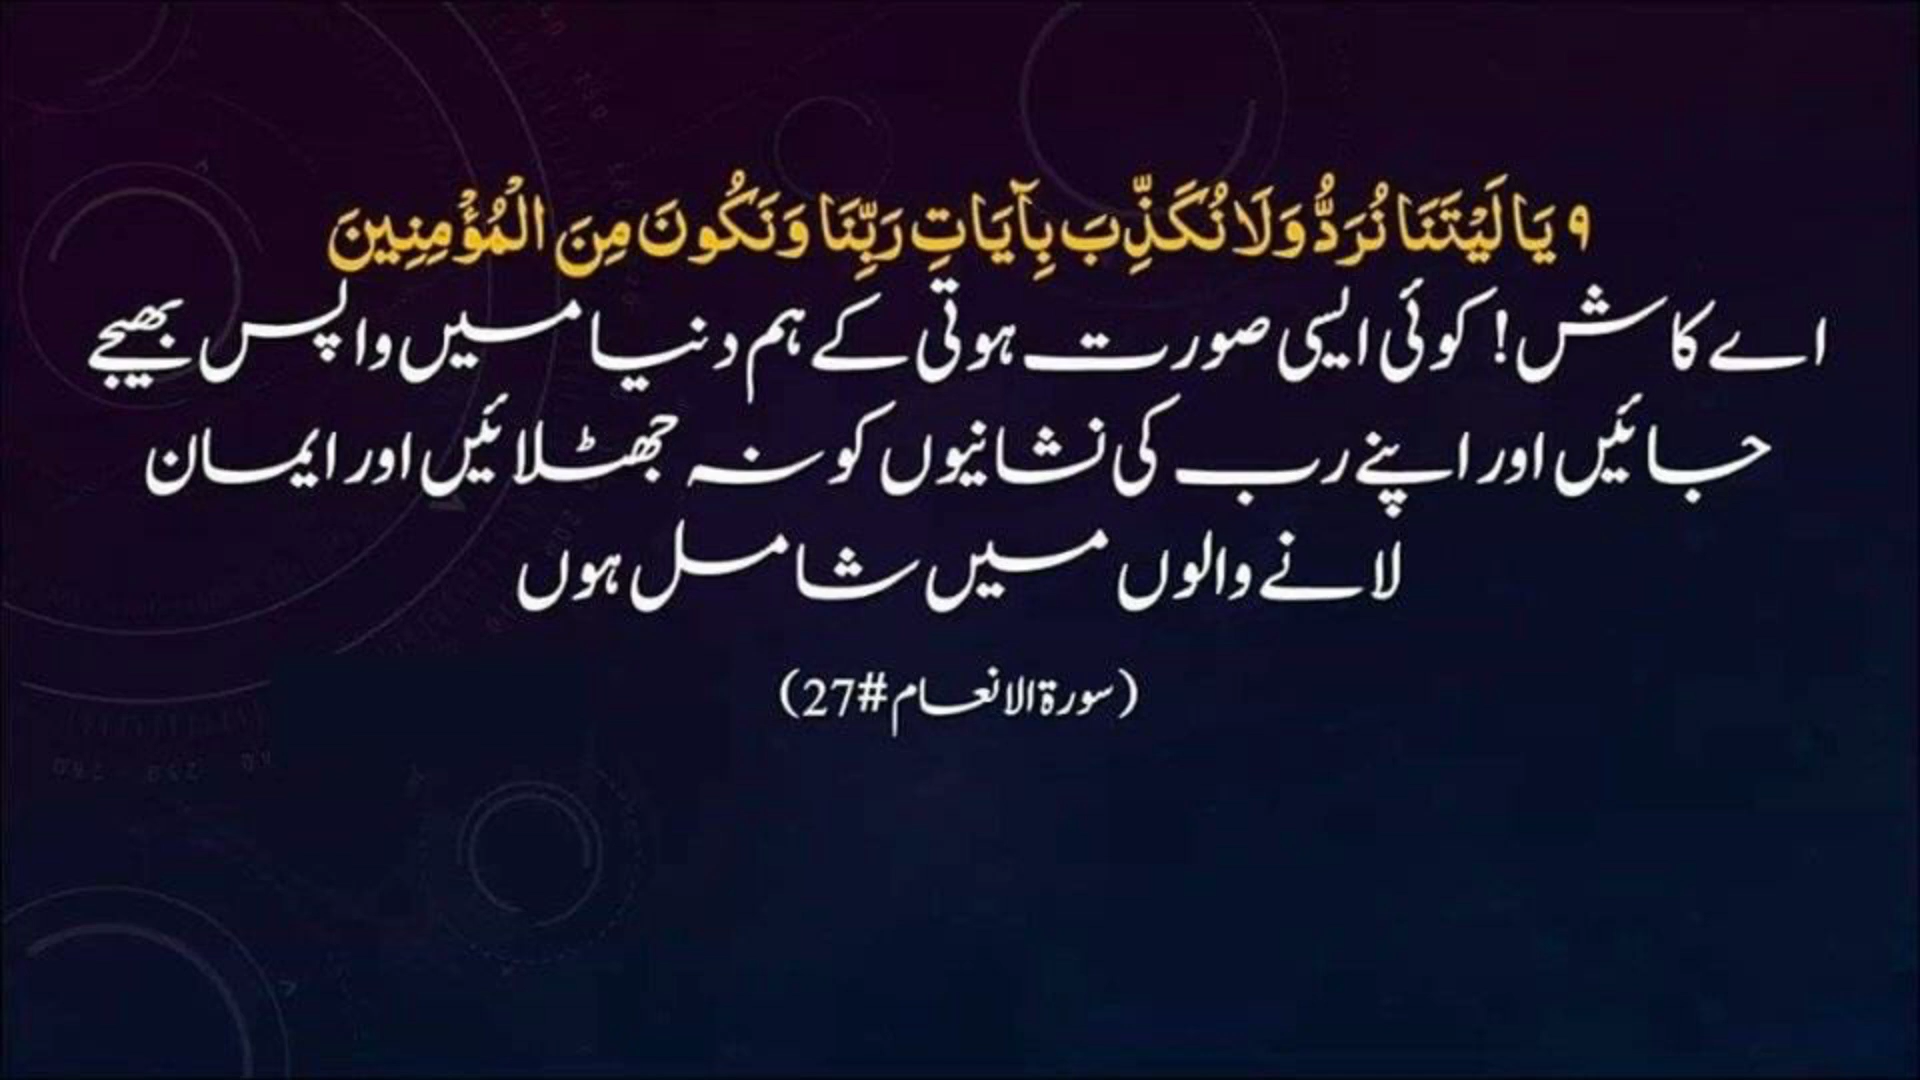 ۹ يَا لَيْتَنَا نُرَدُّ وَلَا نُكَذِّبَ بِآيَاتِ رَبِّنَا وَنَكُونَ مِنَ الْمُؤْمِنِينَ
اے کاش! کوئی ایسی صورت ہوتی کے ہم دنیا میں واپس بھیجے
جائیں اور اپنے رب کی نشانیوں کو نہ جھٹلائیں اور ایمان
لانے والوں میں شامل ہوں
(سورۃ الانعام#27)